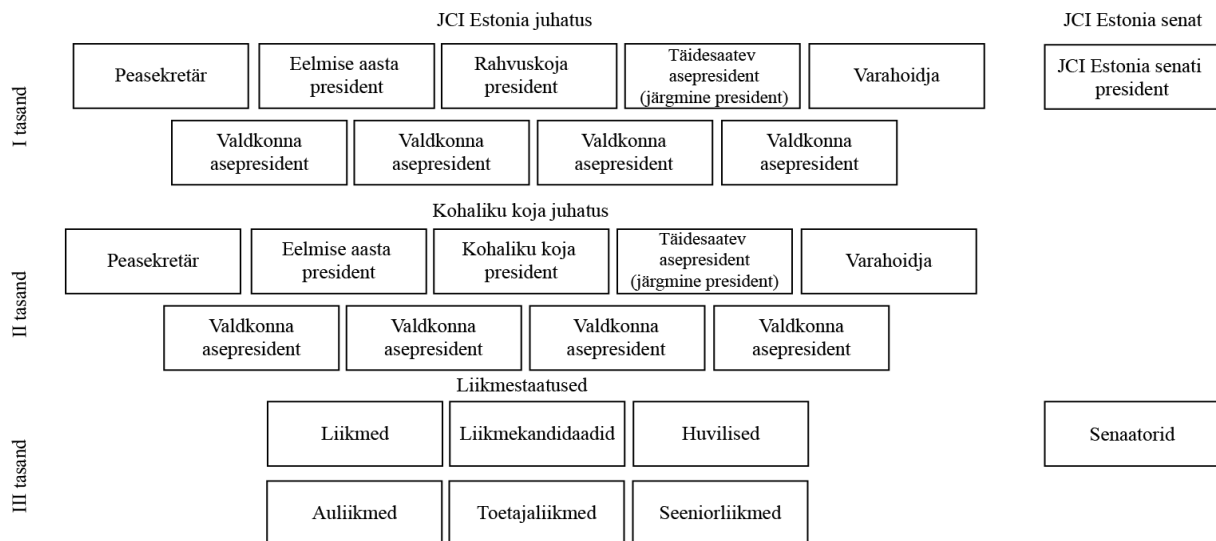 JCI Estonia juhatus
JCI Estonia senat
I tasand
Peasekretär
Eelmise aasta
president
Rahvuskoja
president
Täidesaatev
asepresident
(järgmine president)
Varahoidja
JCI Estonia senati
president
Valdkonna
asepresident
Valdkonna
asepresident
Valdkonna
asepresident
Valdkonna
asepresident
Kohaliku koja juhatus
II tasand
Peasekretär
Eelmise aasta
president
Kohaliku koja
president
Täidesaatev
asepresident
(järgmine president)
Varahoidja
Valdkonna
asepresident
Valdkonna
asepresident
Valdkonna
asepresident
Valdkonna
asepresident
Liikmestaatused
III tasand
Liikmed
Liikmekandidaadid
Huvilised
Senaatorid
Auliikmed
Toetajaliikmed
Seeniorliikmed